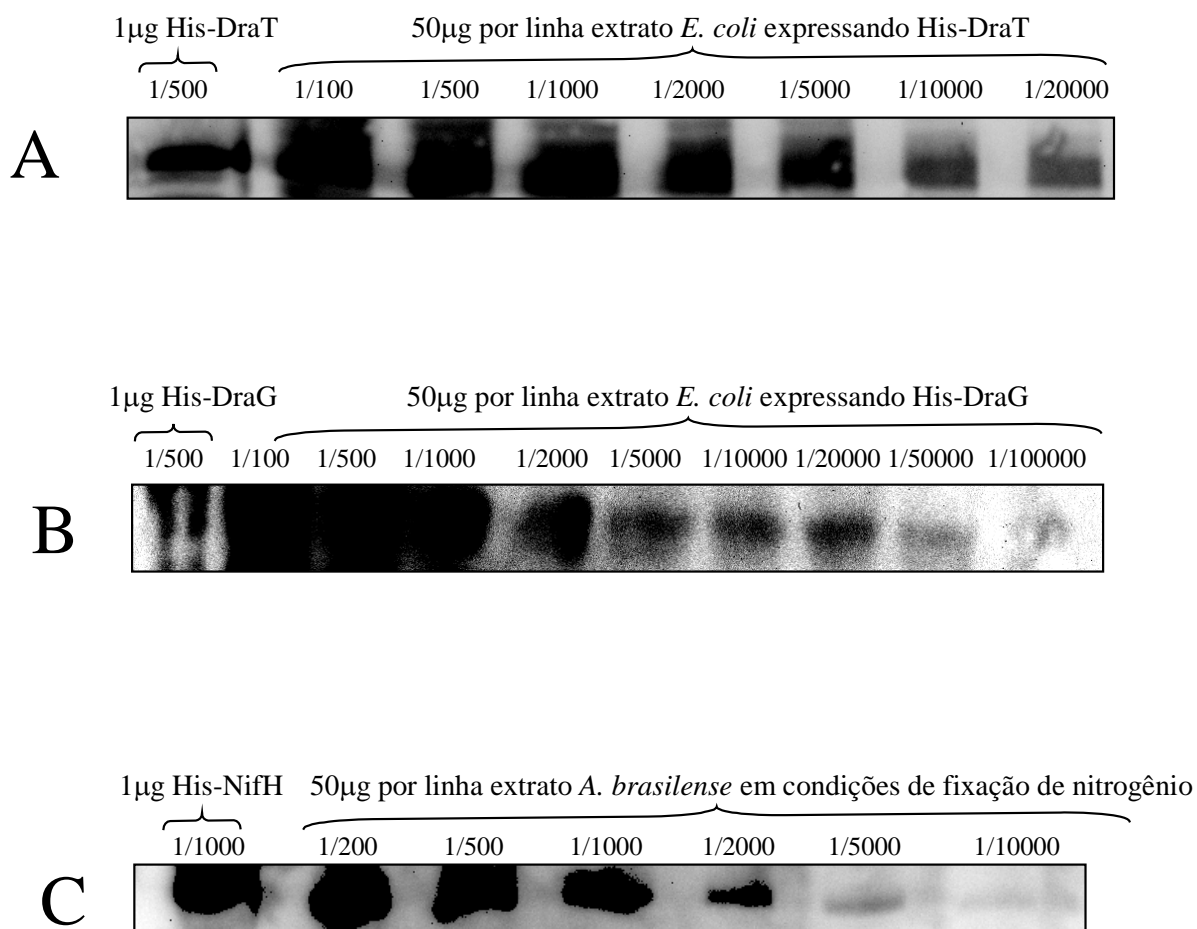 1µg His-DraT 50µg por linha extrato E. coli expressando His-DraT
1/500 1/100 1/500 1/1000 1/2000 1/5000 1/10000 1/20000
A
1µg His-DraG 50µg por linha extrato E. coli expressando His-DraG
1/500 1/100 1/500 1/1000 1/2000 1/5000 1/10000 1/20000 1/50000 1/100000
B
1µg His-NifH 50µg por linha extrato A. brasilense em condições de fixação de nitrogênio
1/1000 1/200 1/500 1/1000 1/2000 1/5000 1/10000
C